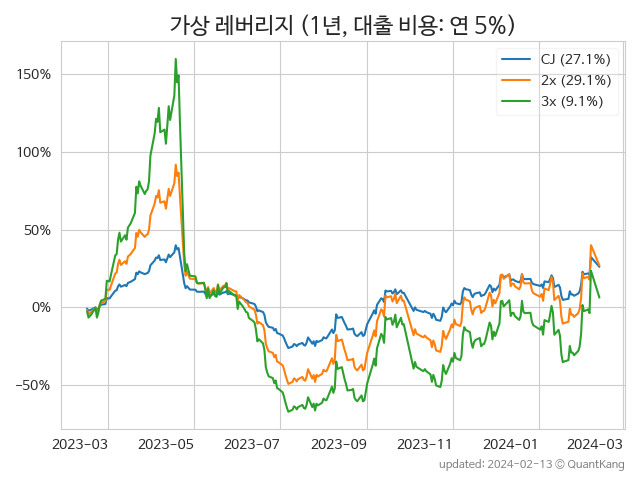 가상 레버리지 (1년, 대출 비용: 연 5%)
CJ (27.1%)
2x (29.1%)
3x (9.1%)
150%
100%
50%
0%
−50%
2023-03 2023-05 2023-07 2023-09 2023-11 2024-01 2024-03
updated: 2024-02-13 © QuantKang